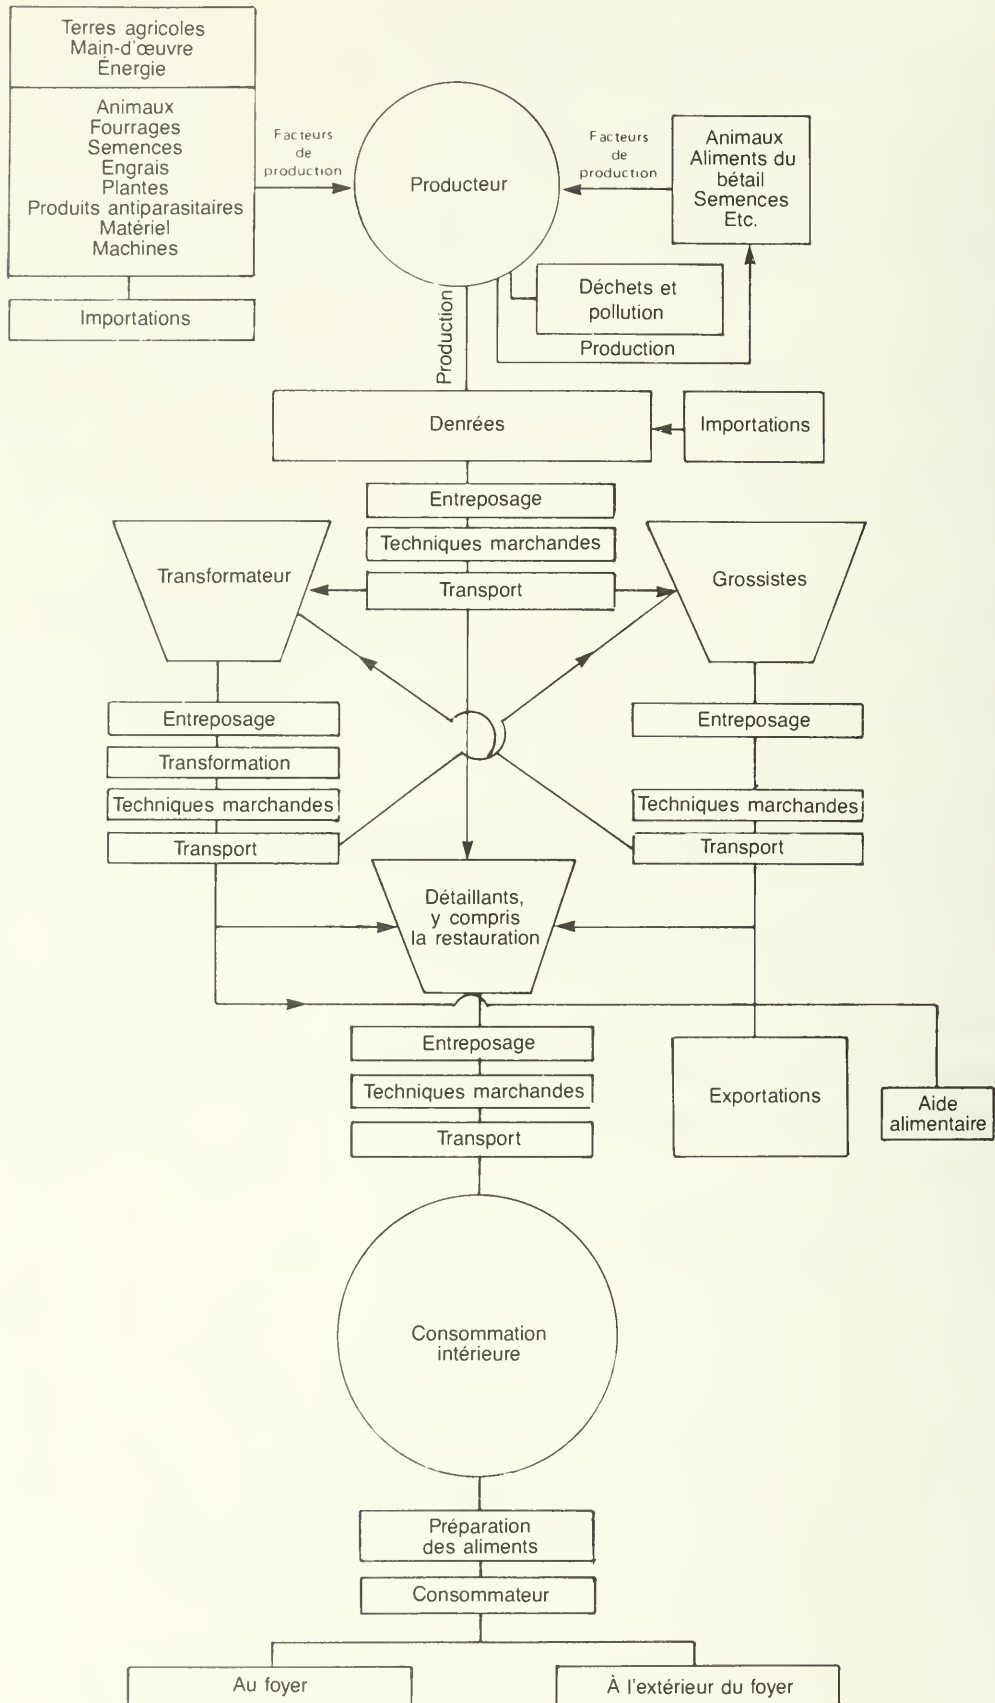 Terres agricoles
Main-d'œuvre
Énergie
Animaux
Fourrages
Semences
Engrais
Plantes
Produits antiparasitaires
Matériel
Machines
Importations
Facteurs
de
production
Producteur
Facteurs
de
production
Animaux
Aliments du
bétail
Semences
Etc.
Déchets et
pollution
Production
Production
Denrées
Importations
Entreposage
Techniques marchandes
Transport
Transformateur
Grossistes
Entreposage
Transformation
Techniques marchandes
Transport
Entreposage
Techniques marchandes
Transport
Détaillants,
y compris
la restauration
Entreposage
Techniques marchandes
Transport
Exportations
Aide
alimentaire
Consommation
intérieure
Préparation
des aliments
Consommateur
Au foyer
À l'extérieur du foyer